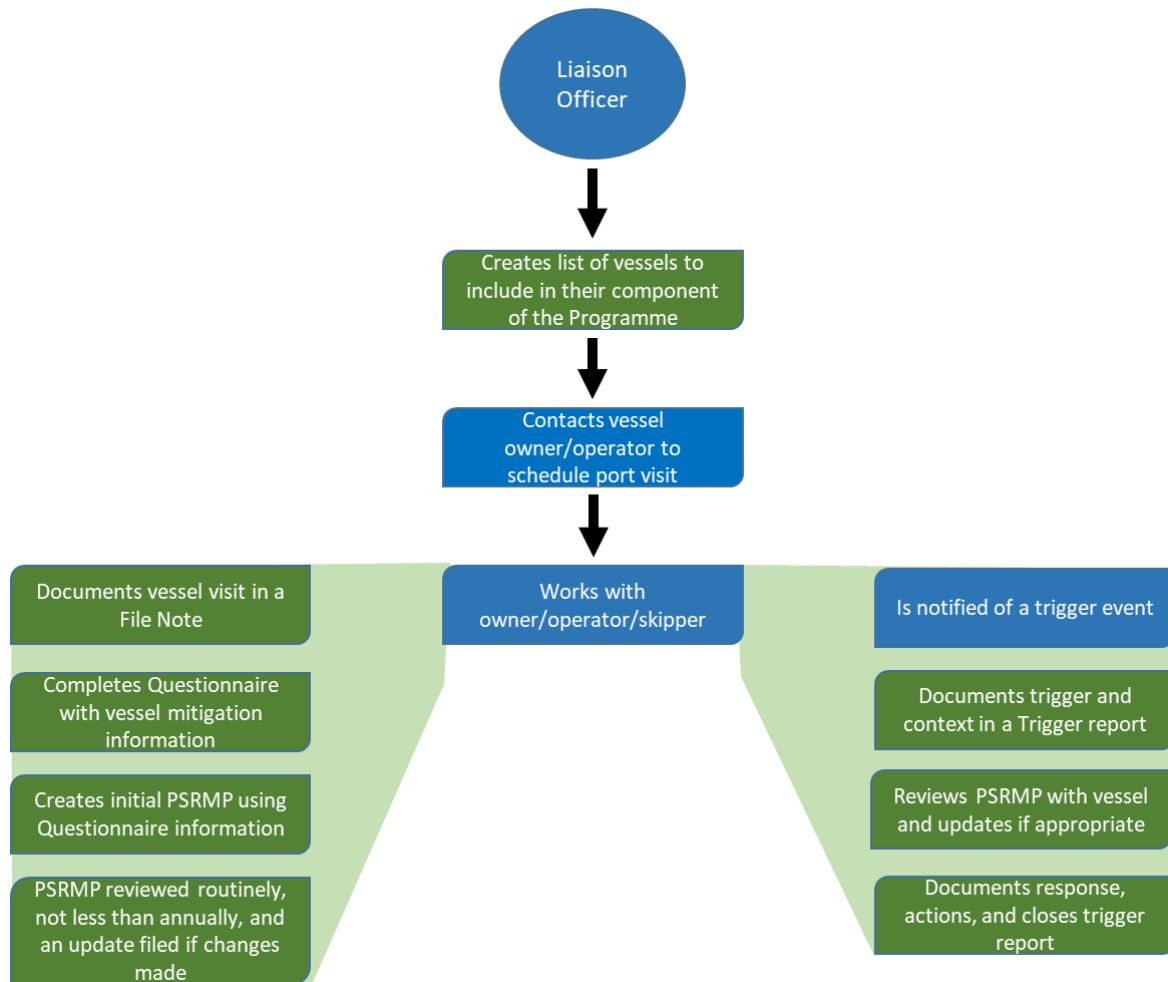 Liaison
Officer
Creates list of vessels to
include in their component
of the Programme
Contacts vessel
owner/operator to
schedule port visit
Works with
owner/operator/skipper
Documents vessel visit in a
File Note
Completes Questionnaire
with vessel mitigation
information
Creates initial PSRMP using
Questionnaire information
PSRMP reviewed routinely,
not less than annually, and
an update filed if changes
made
Is notified of a trigger event
Documents trigger and
context in a Trigger report
Reviews PSRMP with vessel
and updates if appropriate
Documents response,
actions, and closes trigger
report